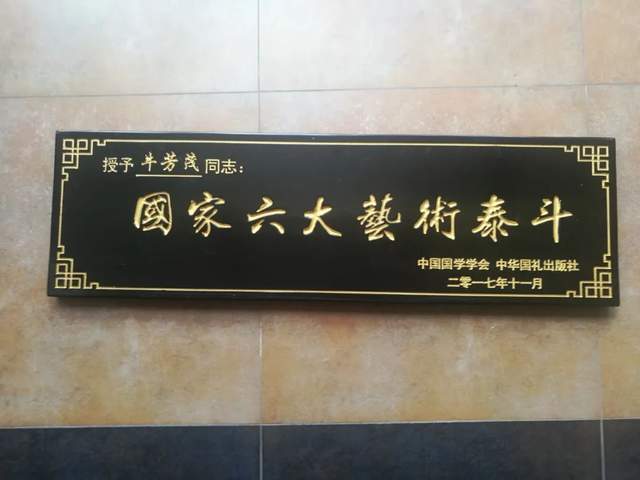 授予牛芳茂同志：
國家六大藝術泰斗
中国国学学会 中华国礼出版社
二零一七年十一月